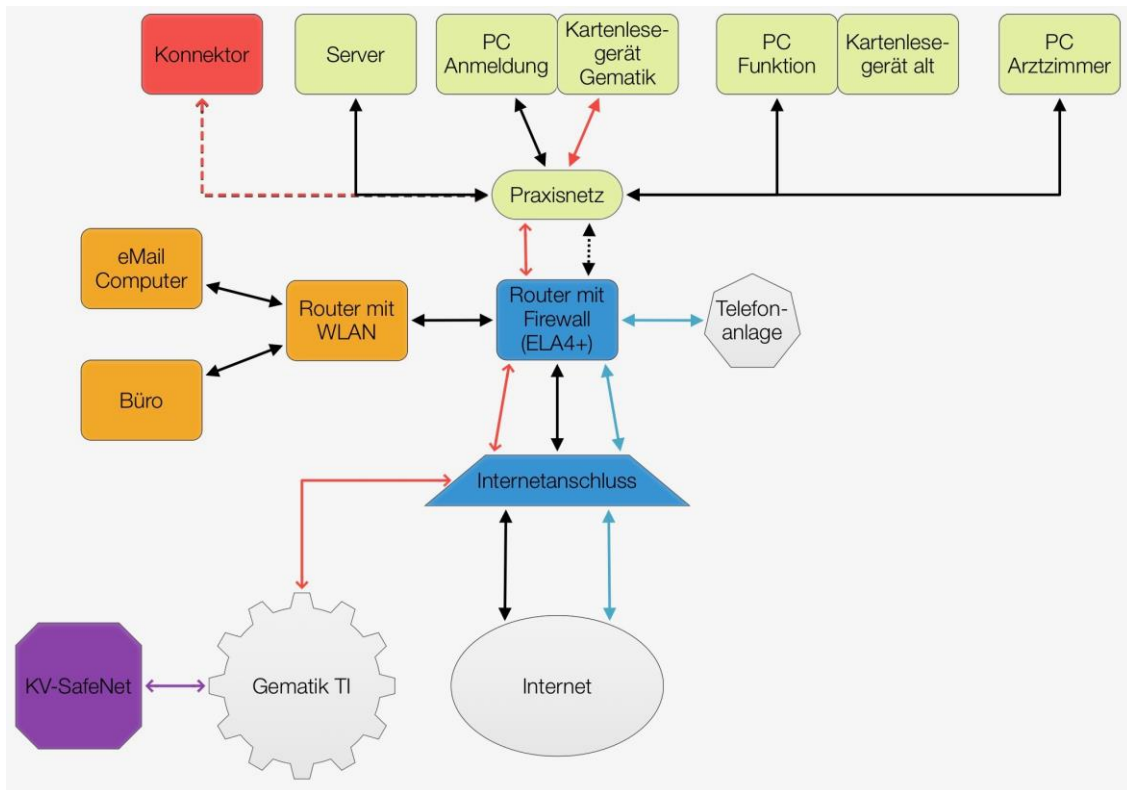 Konnektor
Server
PC
Anmeldung
Kartenlese-
gerät
Gematik
PC
Funktion
Kartenlese-
gerät alt
PC
Arztzimmer
Praxisnetz
eMail
Computer
Router mit
WLAN
Router mit
Firewall
(ELA4+)
Telefon-
anlage
Büro
Internetanschluss
KV-SafeNet
Gematik TI
Internet